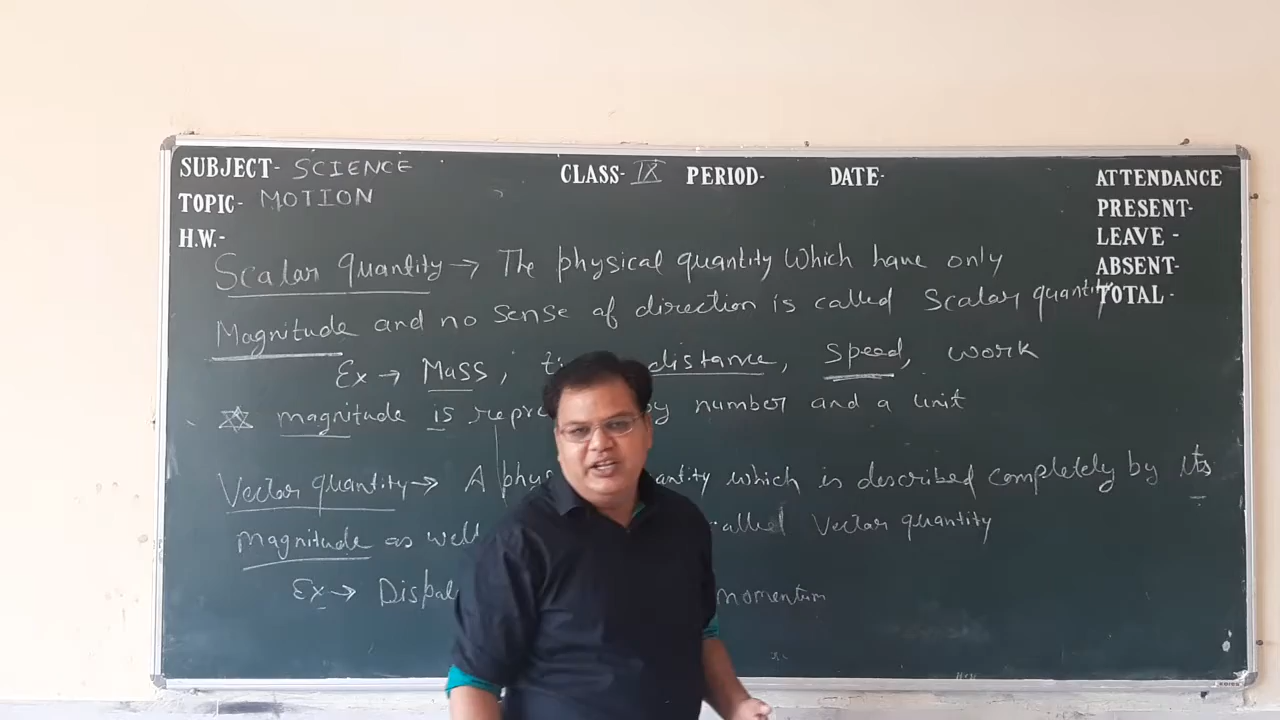 SUBJECT- SCIENCE CLASS- IX PERIOD- DATE- ATTENDANCE
TOPIC- MOTION PRESENT-
H.W.- LEAVE -
ABSENT-
TOTAL -
Scalar quantity → The physical quantity which have only
Magnitude and no sense of direction is called Scalar quantity
Ex → Mass, distance, Speed, work
magnitude is by number and a unit
Vector quantity → A which is described completely by its
magnitude as well called Vector quantity
Ex → momentum